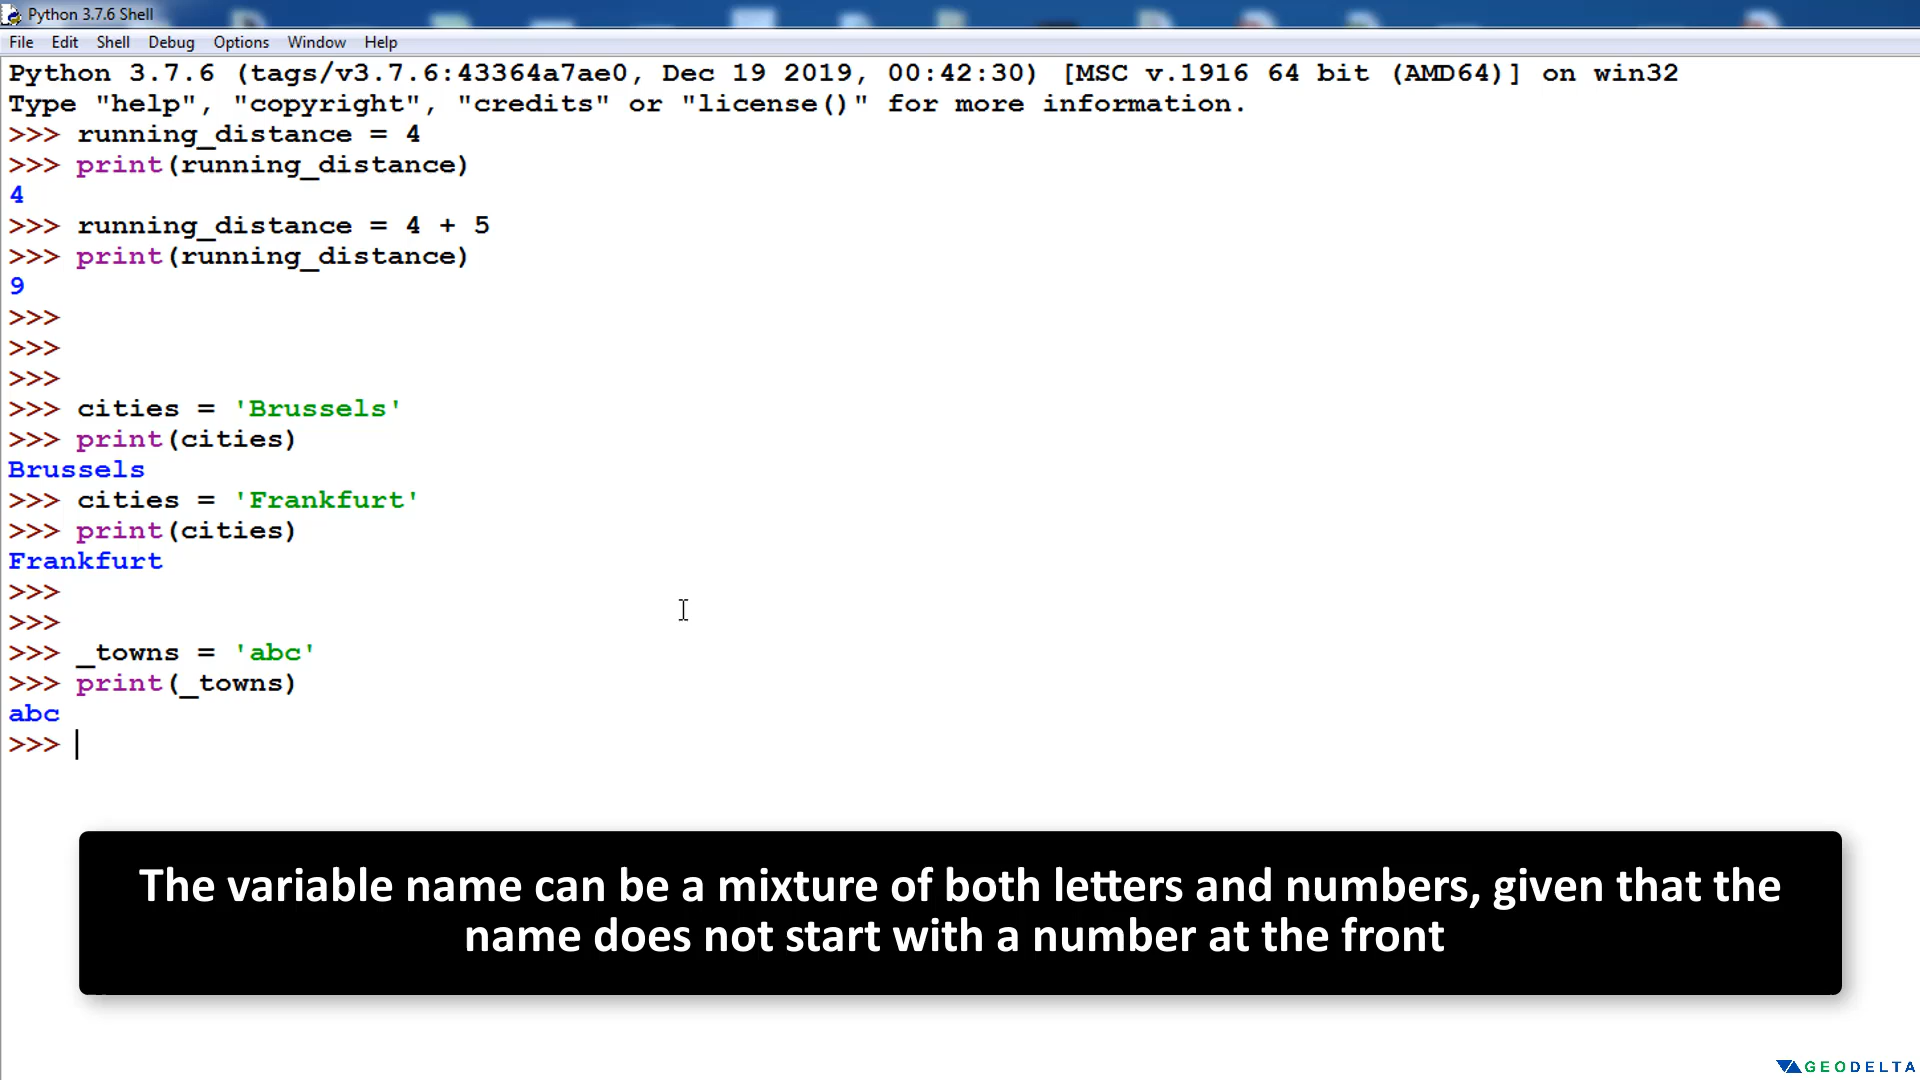 Python 3.7.6 Shell
File Edit Shell Debug Options Window Help
Python 3.7.6 (tags/v3.7.6:43364a7ae0, Dec 19 2019, 00:42:30) [MSC v.1916 64 bit (AMD64)] on win32
Type "help", "copyright", "credits" or "license()" for more information.
>>> running_distance = 4
>>> print(running_distance)
4
>>> running_distance = 4 + 5
>>> print(running_distance)
9
>>>
>>>
>>>
>>> cities = 'Brussels'
>>> print(cities)
Brussels
>>> cities = 'Frankfurt'
>>> print(cities)
Frankfurt
>>>
>>>
>>> _towns = 'abc'
>>> print(_towns)
abc
>>>
The variable name can be a mixture of both letters and numbers, given that the
name does not start with a number at the front
GEODELTA